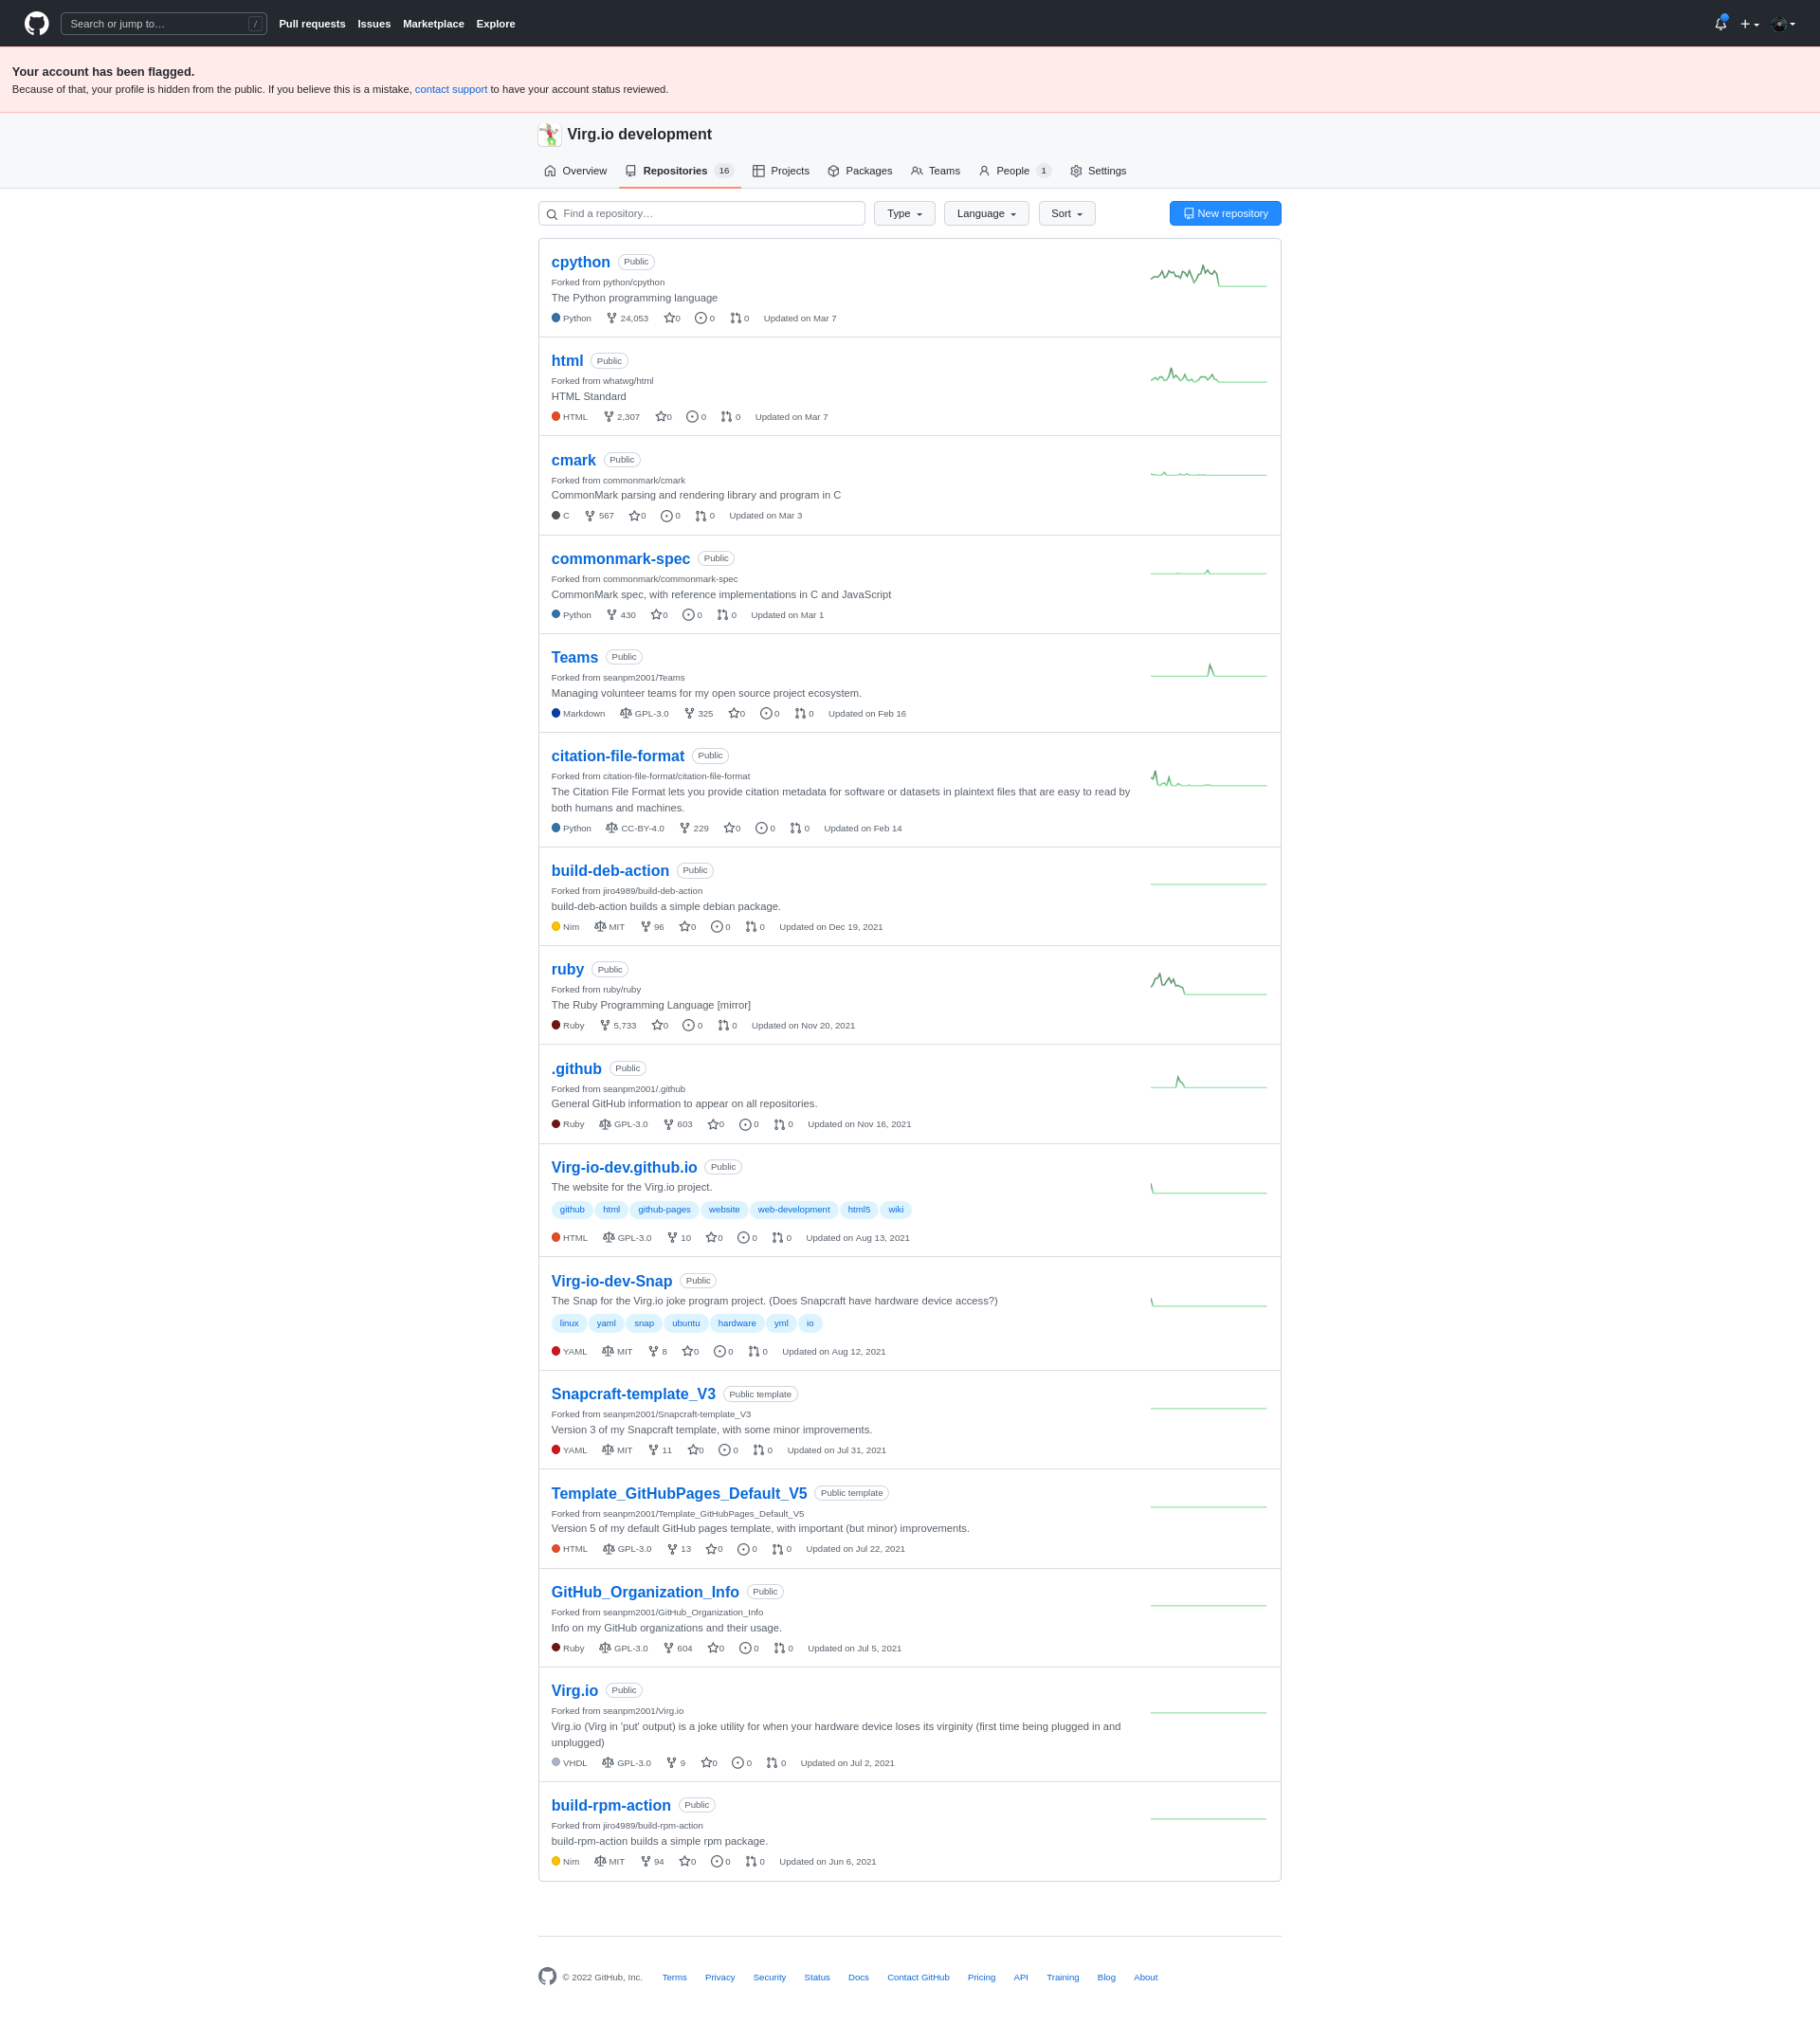 Search or jump to… /
Pull requests Issues Marketplace Explore
Your account has been flagged.
Because of that, your profile is hidden from the public. If you believe this is a mistake, contact support to have your account status reviewed.
Virg.io development
Overview Repositories 16 Projects Packages Teams People 1 Settings
Find a repository… Type Language Sort New repository
cpython Public
Forked from python/cpython
The Python programming language
Python 24,053 0 0 0 Updated on Mar 7
html Public
Forked from whatwg/html
HTML Standard
HTML 2,307 0 0 0 Updated on Mar 7
cmark Public
Forked from commonmark/cmark
CommonMark parsing and rendering library and program in C
C 567 0 0 0 Updated on Mar 3
commonmark-spec Public
Forked from commonmark/commonmark-spec
CommonMark spec, with reference implementations in C and JavaScript
Python 430 0 0 0 Updated on Mar 1
Teams Public
Forked from seanpm2001/Teams
Managing volunteer teams for my open source project ecosystem.
Markdown GPL-3.0 325 0 0 0 Updated on Feb 16
citation-file-format Public
Forked from citation-file-format/citation-file-format
The Citation File Format lets you provide citation metadata for software or datasets in plaintext files that are easy to read by
both humans and machines.
Python CC-BY-4.0 229 0 0 0 Updated on Feb 14
build-deb-action Public
Forked from jiro4989/build-deb-action
build-deb-action builds a simple debian package.
Nim MIT 96 0 0 0 Updated on Dec 19, 2021
ruby Public
Forked from ruby/ruby
The Ruby Programming Language [mirror]
Ruby 5,733 0 0 0 Updated on Nov 20, 2021
.github Public
Forked from seanpm2001/.github
General GitHub information to appear on all repositories.
Ruby GPL-3.0 603 0 0 0 Updated on Nov 16, 2021
Virg-io-dev.github.io Public
The website for the Virg.io project.
github html github-pages website web-development html5 wiki
HTML GPL-3.0 10 0 0 0 Updated on Aug 13, 2021
Virg-io-dev-Snap Public
The Snap for the Virg.io joke program project. (Does Snapcraft have hardware device access?)
linux yaml snap ubuntu hardware yml io
YAML MIT 8 0 0 0 Updated on Aug 12, 2021
Snapcraft-template_V3 Public template
Forked from seanpm2001/Snapcraft-template_V3
Version 3 of my Snapcraft template, with some minor improvements.
YAML MIT 11 0 0 0 Updated on Jul 31, 2021
Template_GitHubPages_Default_V5 Public template
Forked from seanpm2001/Template_GitHubPages_Default_V5
Version 5 of my default GitHub pages template, with important (but minor) improvements.
HTML GPL-3.0 13 0 0 0 Updated on Jul 22, 2021
GitHub_Organization_Info Public
Forked from seanpm2001/GitHub_Organization_Info
Info on my GitHub organizations and their usage.
Ruby GPL-3.0 604 0 0 0 Updated on Jul 5, 2021
Virg.io Public
Forked from seanpm2001/Virg.io
Virg.io (Virg in 'put' output) is a joke utility for when your hardware device loses its virginity (first time being plugged in and
unplugged)
VHDL GPL-3.0 9 0 0 0 Updated on Jul 2, 2021
build-rpm-action Public
Forked from jiro4989/build-rpm-action
build-rpm-action builds a simple rpm package.
Nim MIT 94 0 0 0 Updated on Jun 6, 2021
© 2022 GitHub, Inc. Terms Privacy Security Status Docs Contact GitHub Pricing API Training Blog About